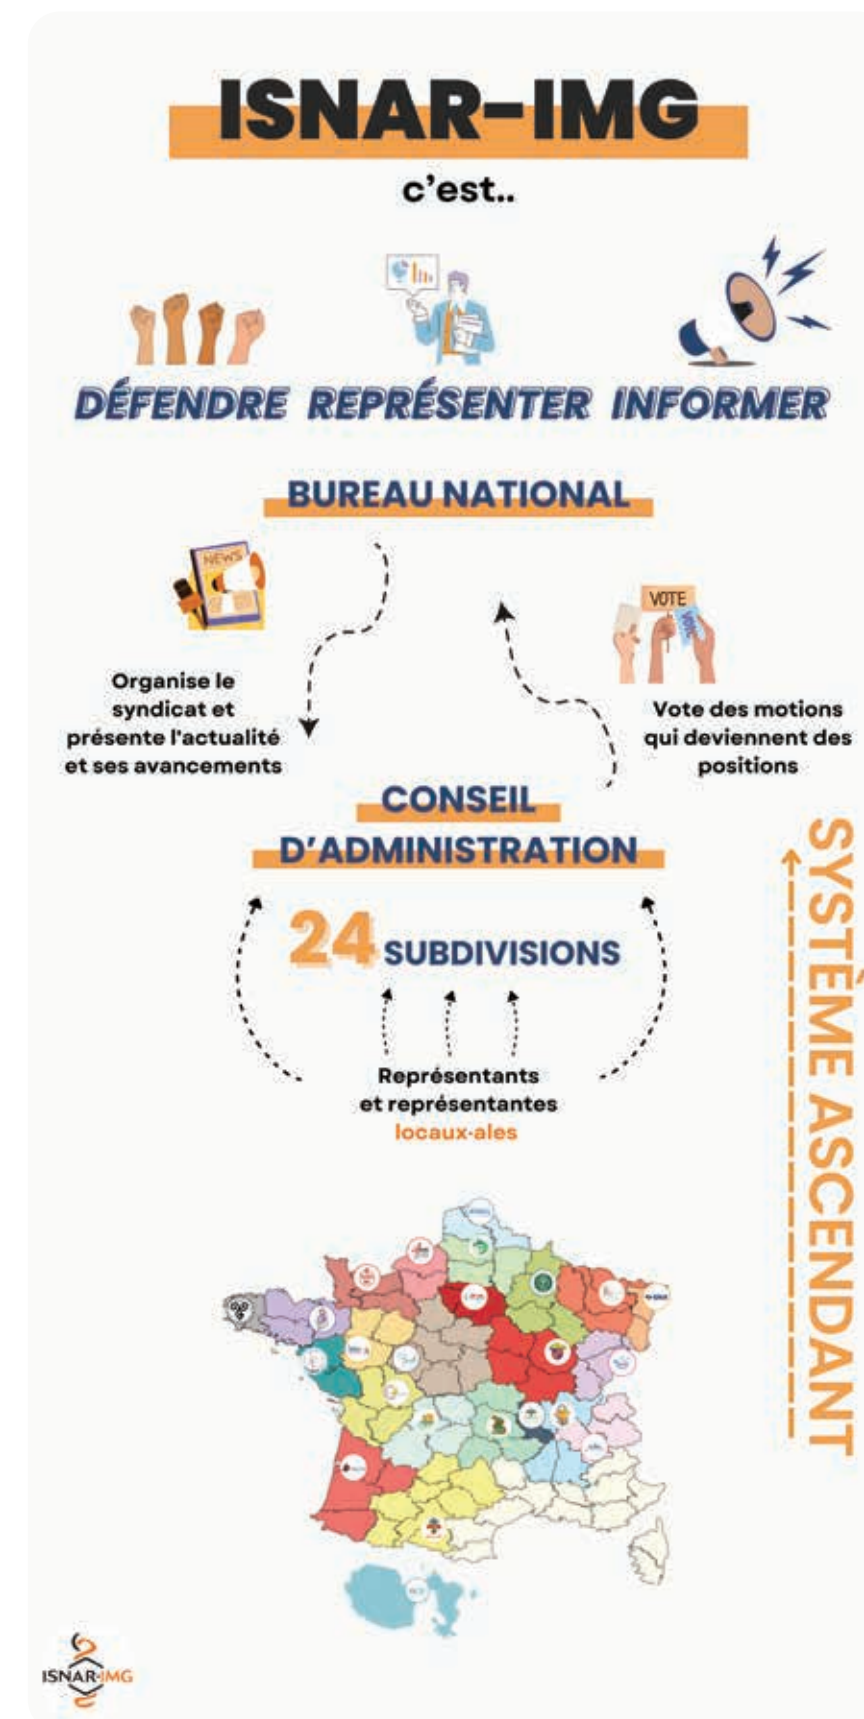 ISNAR-IMG
c'est..
DÉFENDRE REPRÉSENTER INFORMER
BUREAU NATIONAL
NEWS
VOTE
VOTE
Organise le
syndicat et
présente l'actualité
et ses avancements
Vote des motions
qui deviennent des
positions
CONSEIL
D'ADMINISTRATION
24 SUBDIVISIONS
Représentants
et représentantes
locaux·ales
SYSTÈME ASCENDANT
ISNAR-IMG